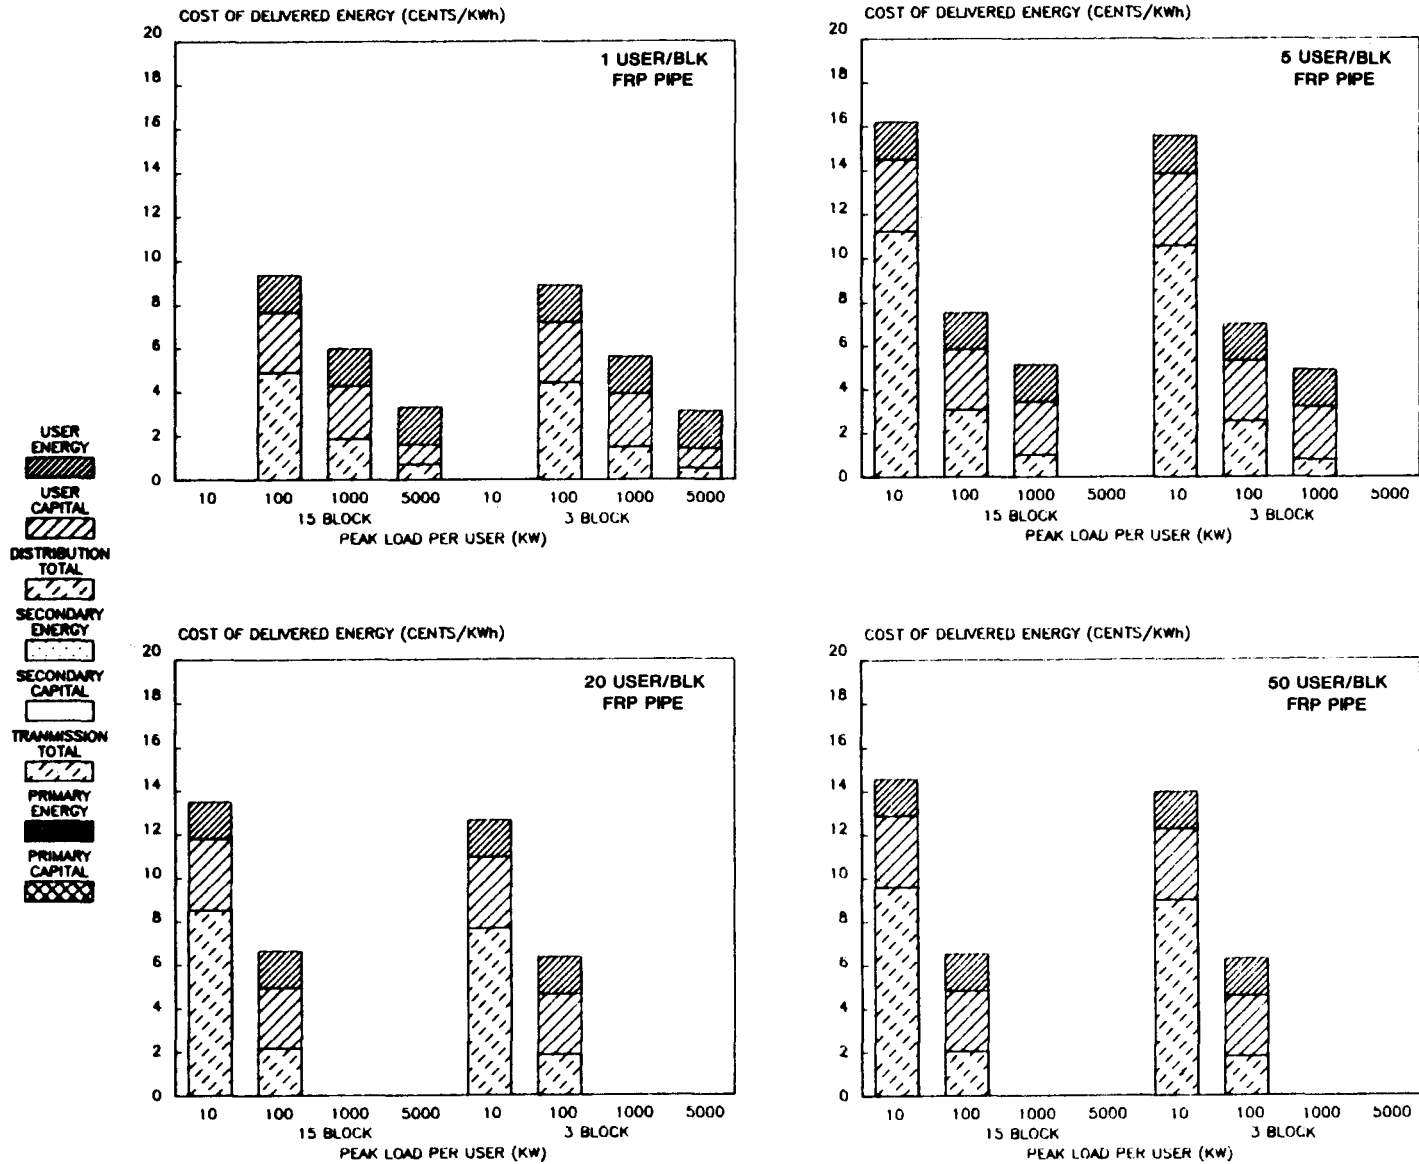 COST OF DELIVERED ENERGY (CENTS/KWh)
1 USER/BLK
FRP PIPE
20
18
16
14
12
10
8
6
4
2
0
10 100 1000 5000 10 100 1000 5000
15 BLOCK 3 BLOCK
PEAK LOAD PER USER (KW)
COST OF DELIVERED ENERGY (CENTS/KWh)
5 USER/BLK
FRP PIPE
20
18
16
14
12
10
8
6
4
2
0
10 100 1000 5000 10 100 1000 5000
15 BLOCK 3 BLOCK
PEAK LOAD PER USER (KW)
USER
ENERGY
USER
CAPITAL
DISTRIBUTION
TOTAL
SECONDARY
ENERGY
SECONDARY
CAPITAL
TRANMISSION
TOTAL
PRIMARY
ENERGY
PRIMARY
CAPITAL
COST OF DELIVERED ENERGY (CENTS/KWh)
20 USER/BLK
FRP PIPE
20
18
16
14
12
10
8
6
4
2
0
10 100 1000 5000 10 100 1000 5000
15 BLOCK 3 BLOCK
PEAK LOAD PER USER (KW)
COST OF DELIVERED ENERGY (CENTS/KWh)
50 USER/BLK
FRP PIPE
20
18
16
14
12
10
8
6
4
2
0
10 100 1000 5000 10 100 1000 5000
15 BLOCK 3 BLOCK
PEAK LOAD PER USER (KW)